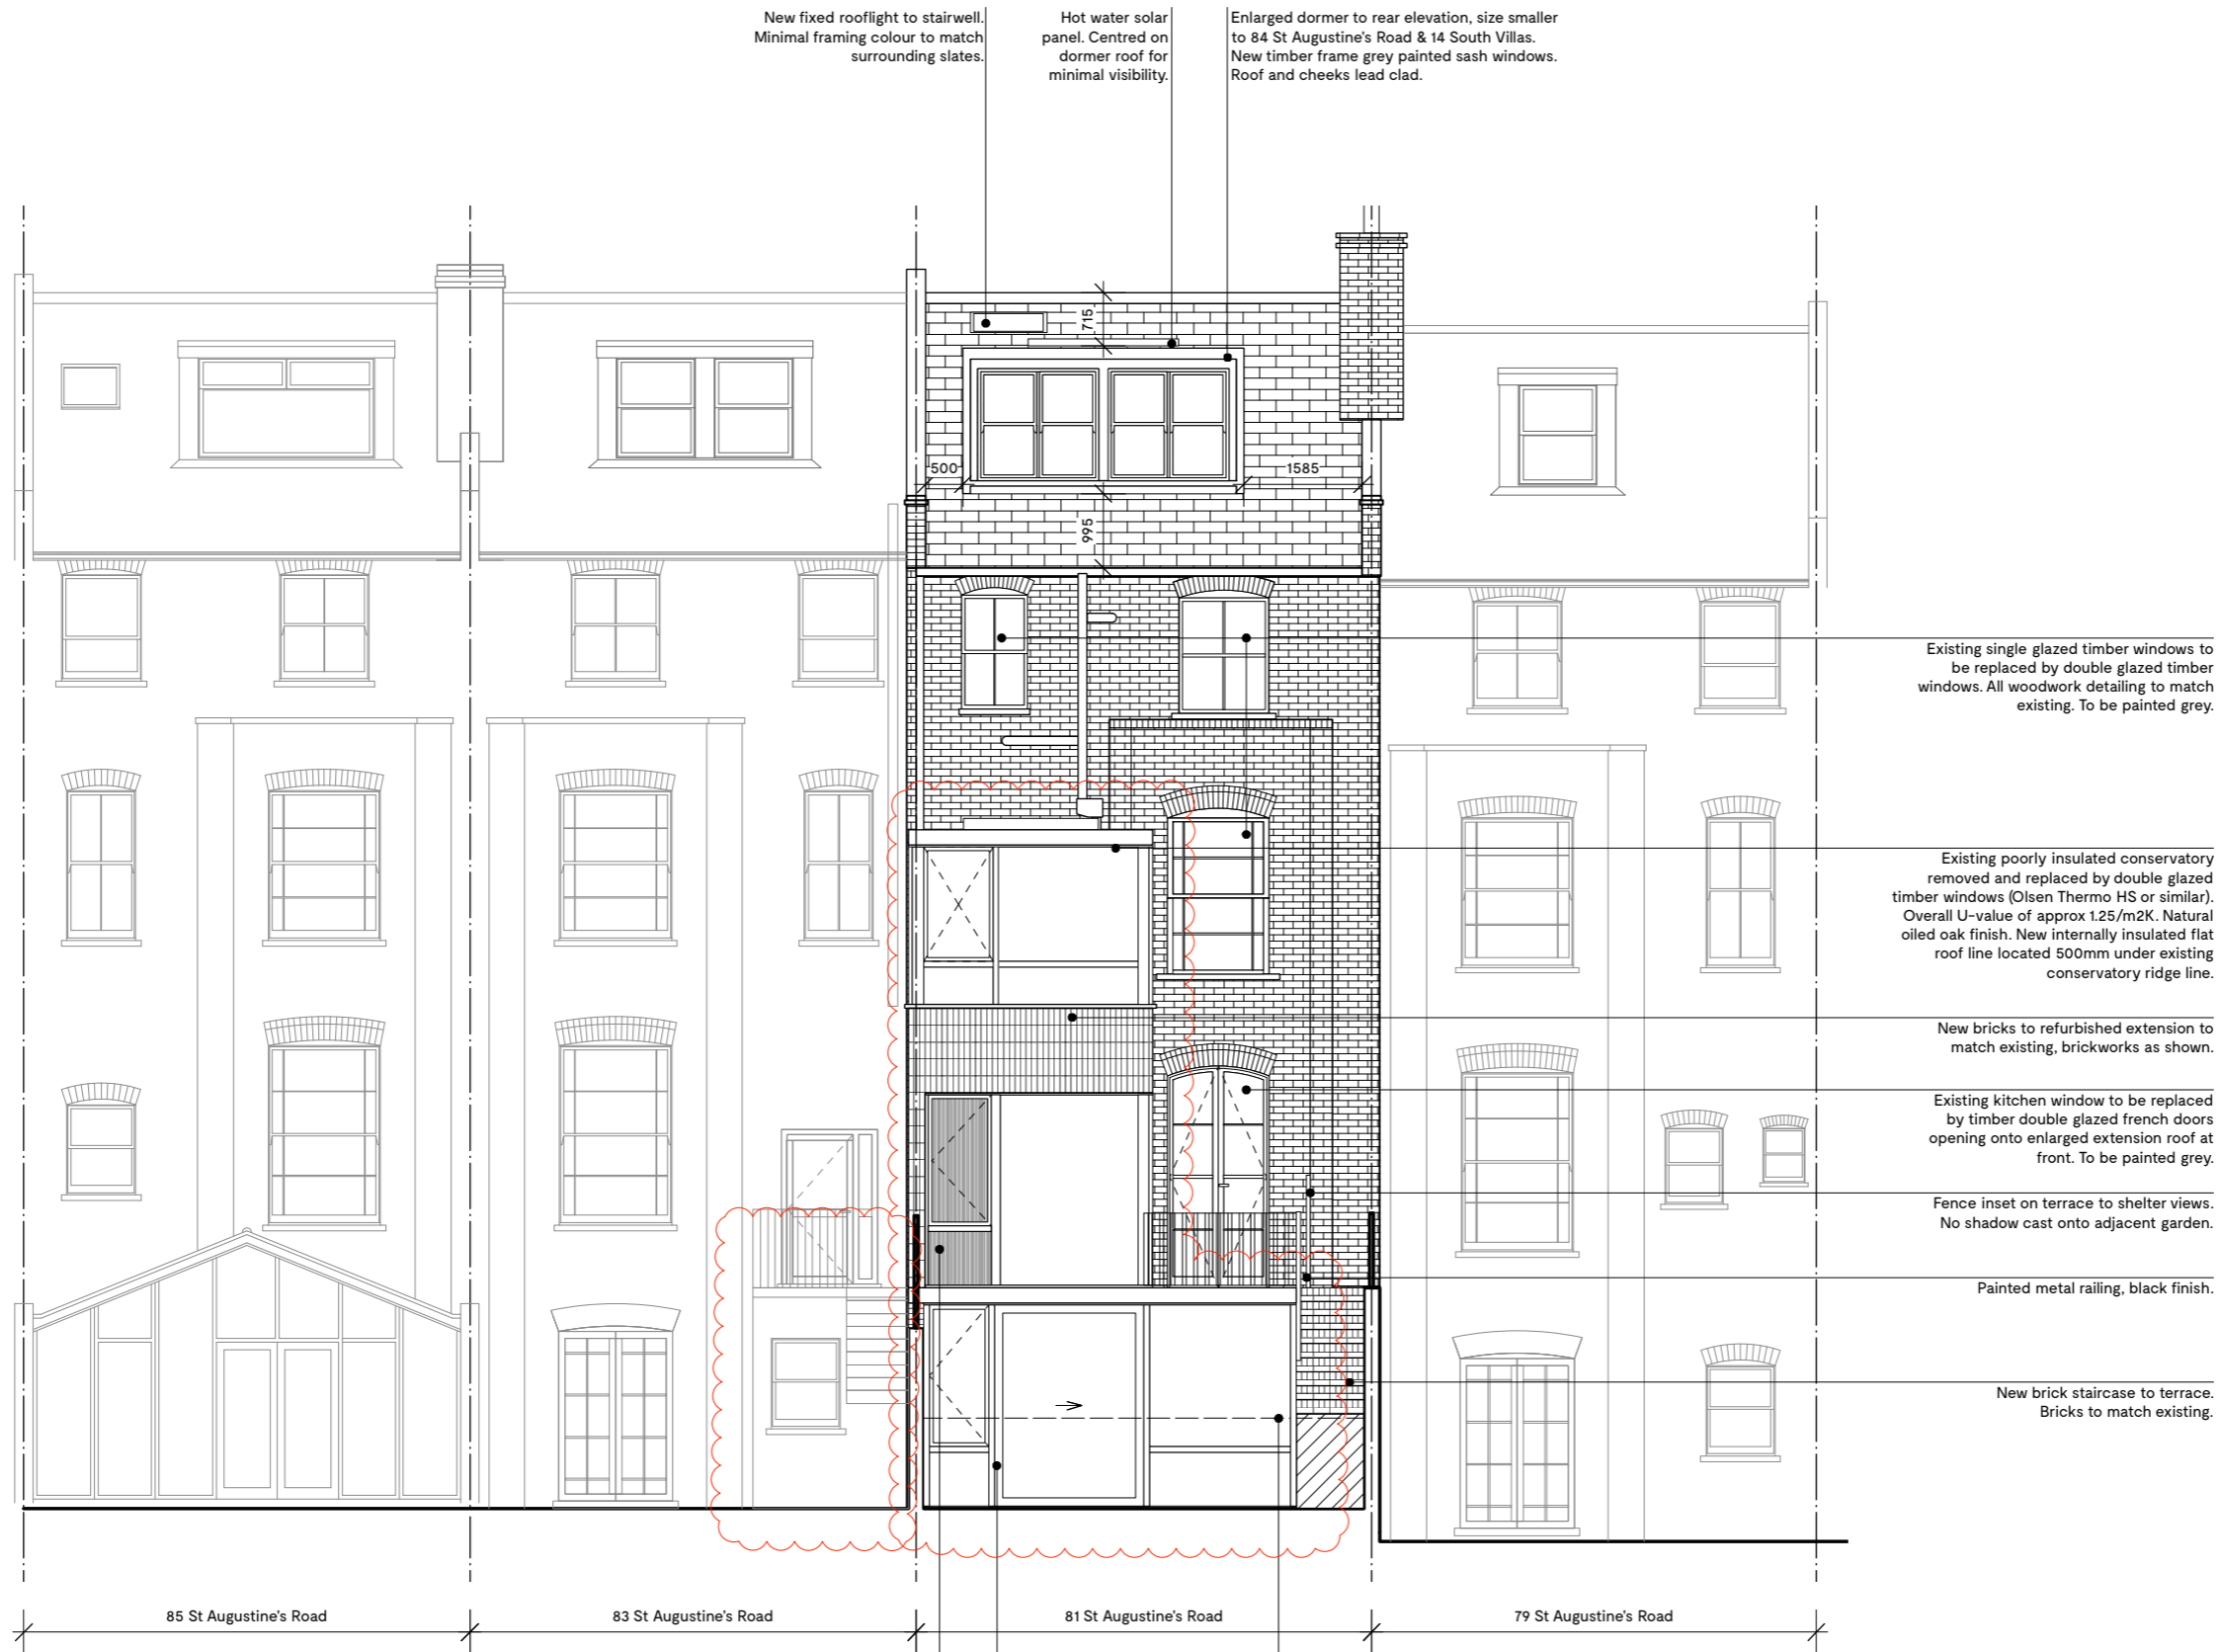 New fixed rooflight to stairwell.
Minimal framing colour to match
surrounding slates.
Hot water solar
panel. Centred on
dormer roof for
minimal visibility.
Enlarged dormer to rear elevation, size smaller
to 84 St Augustine's Road & 14 South Villas.
New timber frame grey painted sash windows.
Roof and cheeks lead clad.
715
500
1585
995
Existing single glazed timber windows to
be replaced by double glazed timber
windows. All woodwork detailing to match
existing. To be painted grey.
Existing poorly insulated conservatory
removed and replaced by double glazed
timber windows (Olsen Thermo HS or similar).
Overall U-value of approx 1.25/m2K. Natural
oiled oak finish. New internally insulated flat
roof line located 500mm under existing
conservatory ridge line.
New bricks to refurbished extension to
match existing, brickworks as shown.
Existing kitchen window to be replaced
by timber double glazed french doors
opening onto enlarged extension roof at
front. To be painted grey.
Fence inset on terrace to shelter views.
No shadow cast onto adjacent garden.
Painted metal railing, black finish.
New brick staircase to terrace.
Bricks to match existing.
85 St Augustine's Road
83 St Augustine's Road
81 St Augustine's Road
79 St Augustine's Road